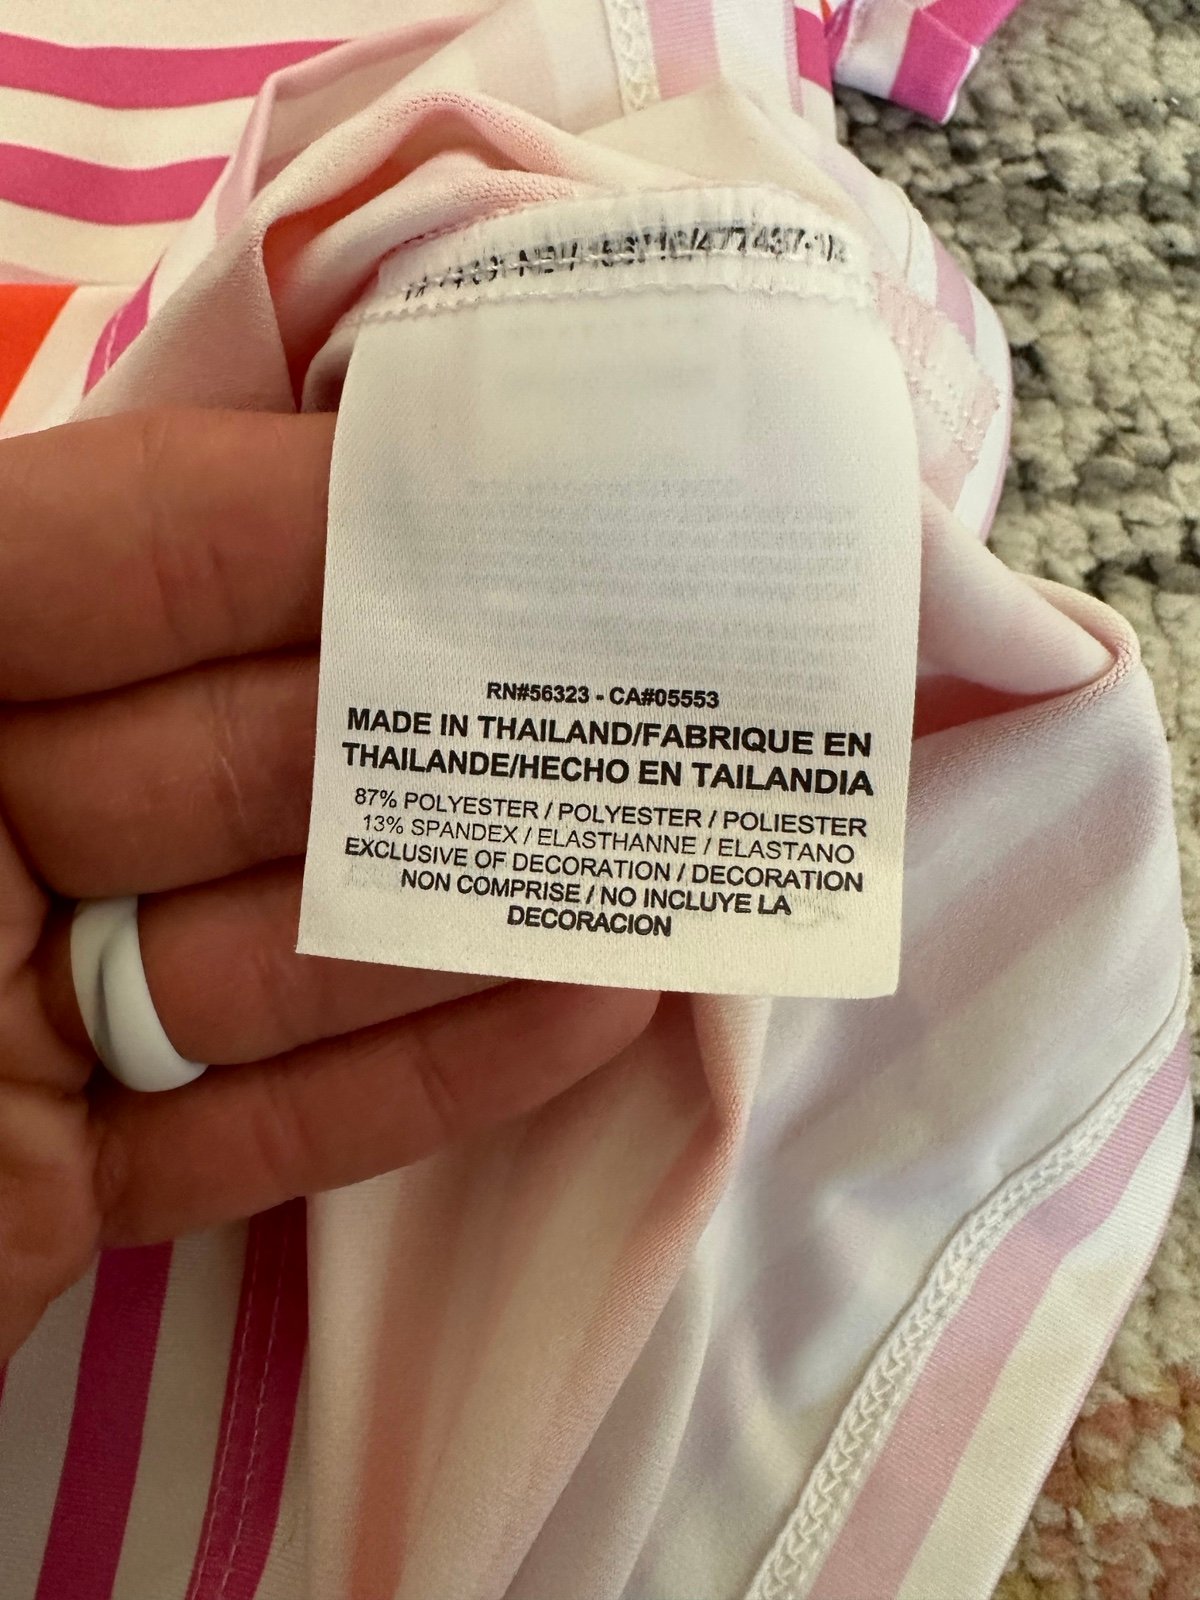 RN#56323 - CA#05553
MADE IN THAILAND/FABRIQUE EN
THAILANDE/HECHO EN TAILANDIA
87% POLYESTER / POLYESTER / POLIESTER
13% SPANDEX / ELASTHANNE / ELASTANO
EXCLUSIVE OF DECORATION / DECORATION
NON COMPRISE / NO INCLUYE LA
DECORACION